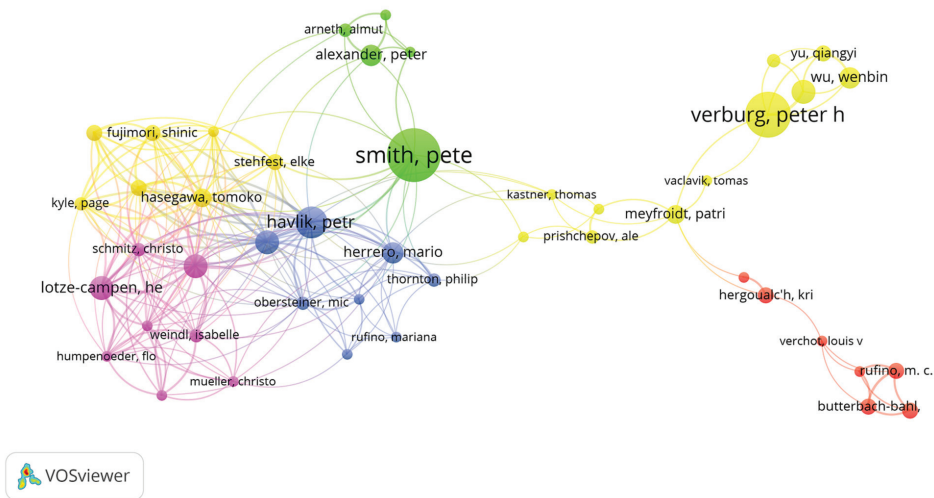 arneth, almut
alexander, peter
yu, qiangyi
wu, wenbin
verburg, peter h
fujimori, shinic
smith, pete
stehfest, elke
vaclavik, tomas
kastner, thomas
kyle, page
hasegawa, tomoko
meyfroidt, patri
havlik, petr
prishchepov, ale
schmitz, christo
herrero, mario
thornton, philip
lotze-campen, he
hergoualc'h, kri
obersteiner, mic
weindl, isabelle
rufino, mariana
verchot, louis v
humpenoeder, flo
rufino, m. c.
mueller, christo
butterbach-bahl,
VOSviewer